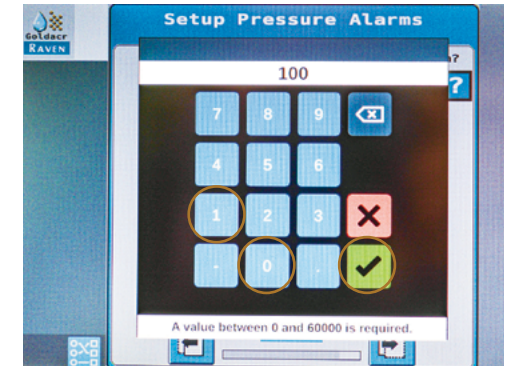 Setup Pressure Alarms
Goldacr
RAVEN
?
?
100
7 8 9
4 5 6
1 2 3
- 0 .
A value between 0 and 60000 is required.